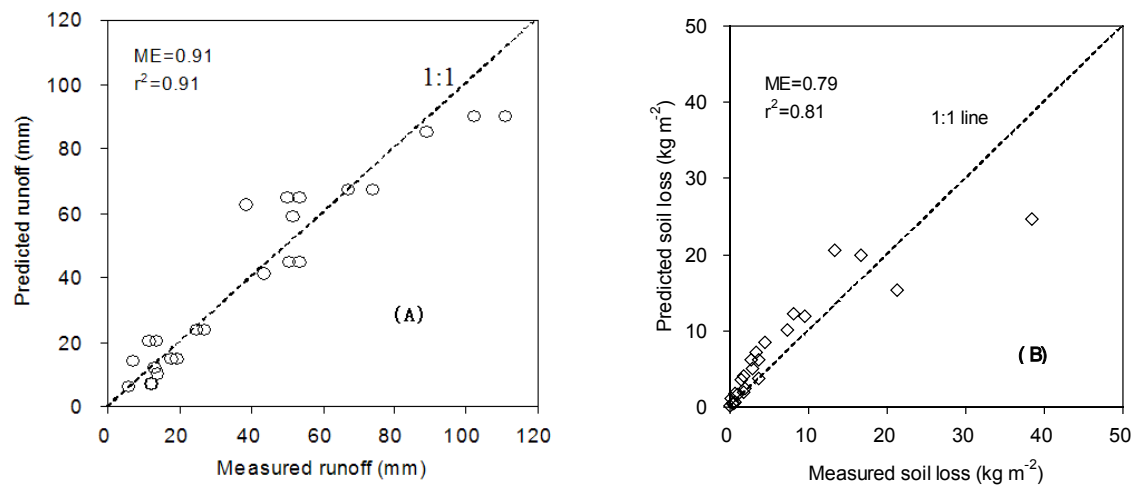 120
100
80
60
40
20
0
Predicted runoff (mm)
ME=0.91
r²=0.91
1:1
(A)
0 20 40 60 80 100 120
Measured runoff (mm)
50
40
30
20
10
0
Predicted soil loss (kg m⁻²)
ME=0.79
r²=0.81
1:1 line
(B)
0 10 20 30 40 50
Measured soil loss (kg m⁻²)